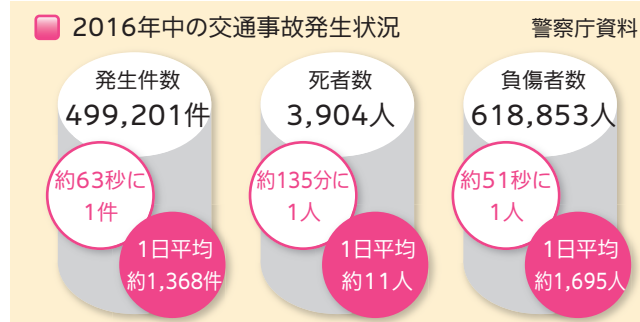 2016年中の交通事故発生状況
警察庁資料
発生件数
499,201件
約63秒に
1件
1日平均
約1,368件
死者数
3,904人
約135分に
1人
1日平均
約11人
負傷者数
618,853人
約51秒に
1人
1日平均
約1,695人